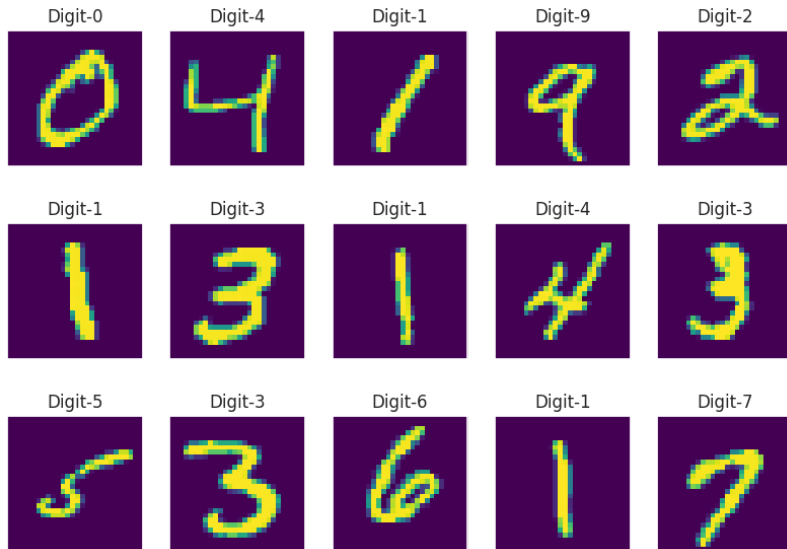 Digit-0 Digit-4 Digit-1 Digit-9 Digit-2
0 4 1 9 2
Digit-1 Digit-3 Digit-1 Digit-4 Digit-3
1 3 1 4 3
Digit-5 Digit-3 Digit-6 Digit-1 Digit-7
5 3 6 1 7